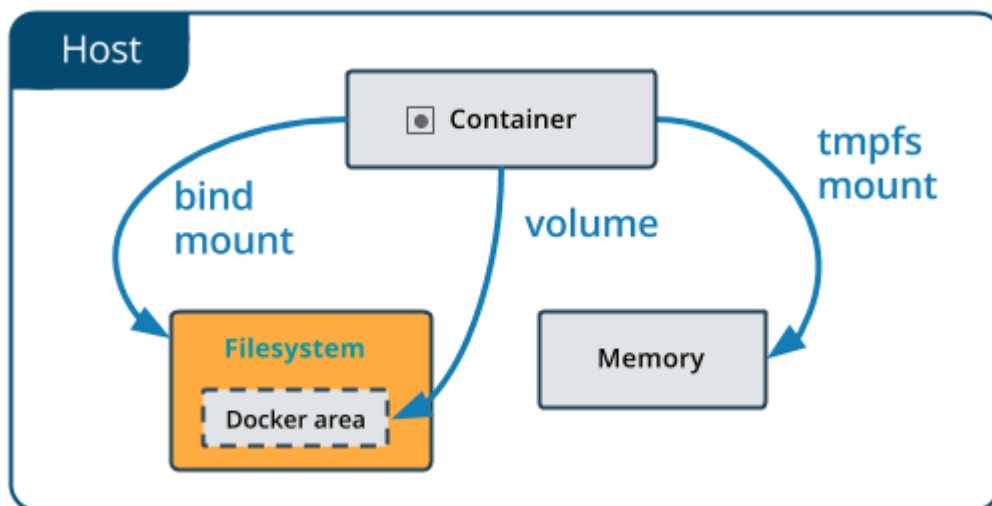 Host
Container
bind
mount
volume
tmpfs
mount
Filesystem
Docker area
Memory